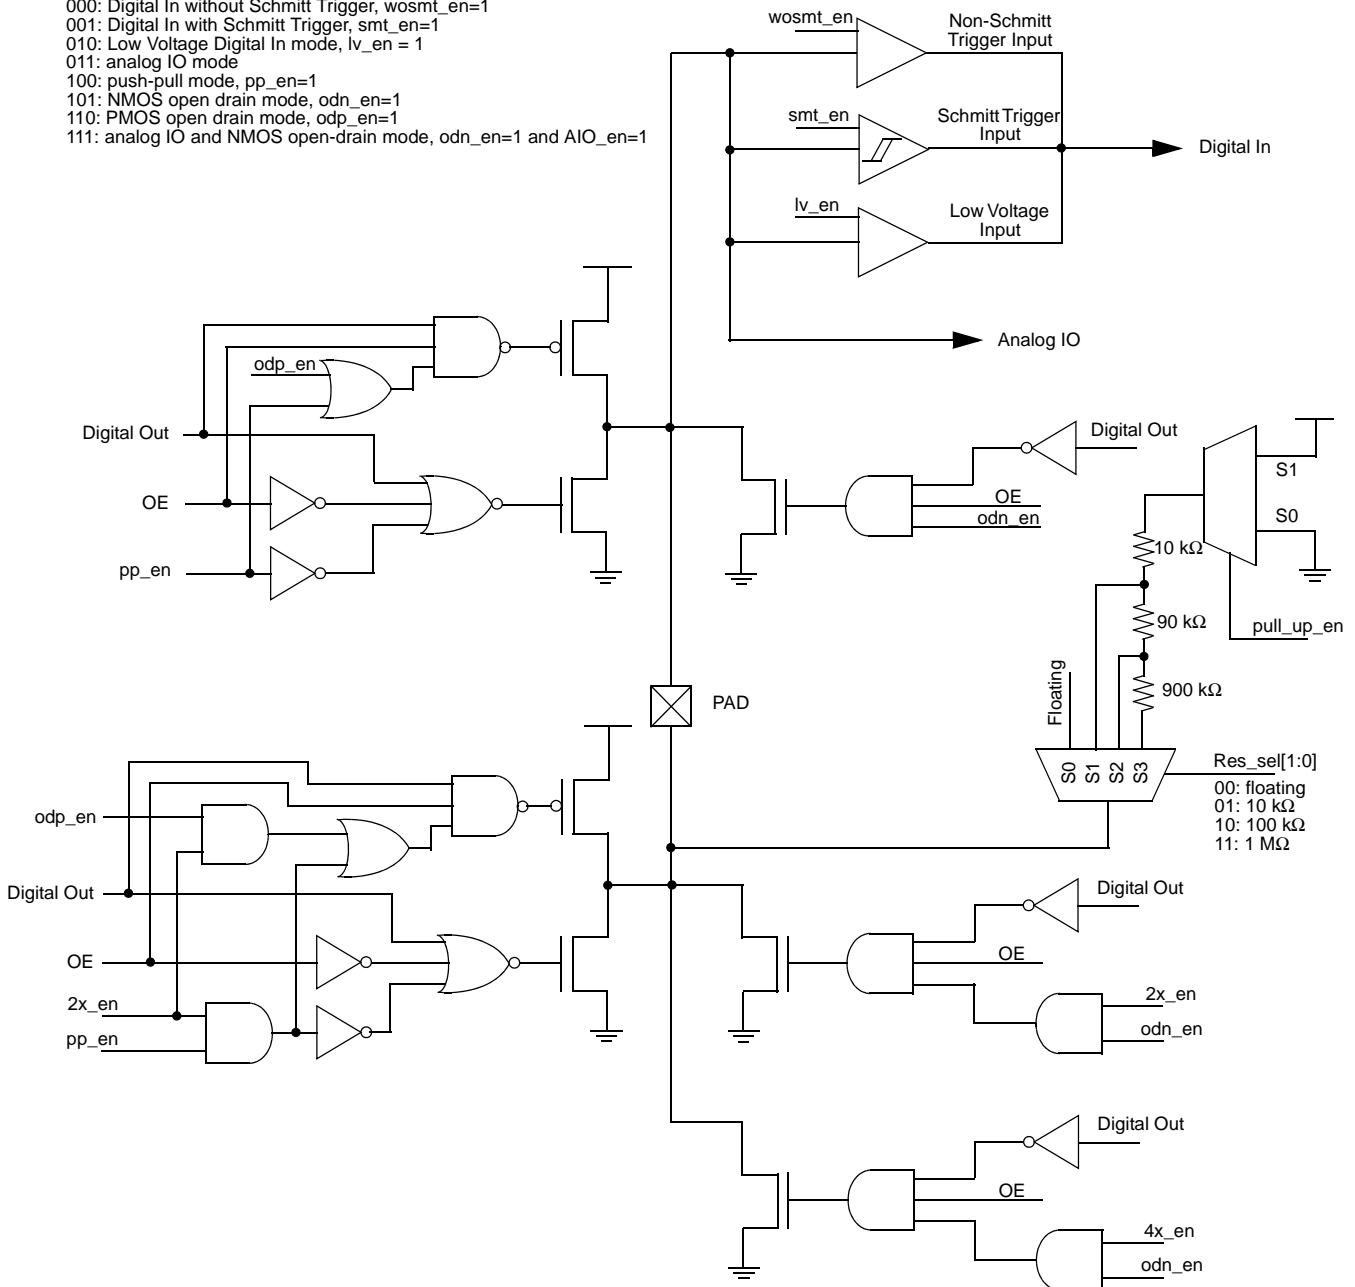 000: Digital In without Schmitt Trigger, wosmt_en=1
001: Digital In with Schmitt Trigger, smt_en=1
010: Low Voltage Digital In mode, lv_en = 1
011: analog IO mode
100: push-pull mode, pp_en=1
101: NMOS open drain mode, odn_en=1
110: PMOS open drain mode, odp_en=1
111: analog IO and NMOS open-drain mode, odn_en=1 and AIO_en=1
wosmt_en
Non-Schmitt
Trigger Input
smt_en
Schmitt Trigger
Input
Digital In
lv_en
Low Voltage
Input
Analog IO
odp_en
Digital Out
OE
pp_en
Digital Out
OE
odn_en
S1
S0
10 kΩ
90 kΩ
pull_up_en
900 kΩ
Floating
PAD
S0
S1
S2
S3
Res_sel[1:0]
00: floating
01: 10 kΩ
10: 100 kΩ
11: 1 MΩ
odp_en
Digital Out
OE
2x_en
pp_en
Digital Out
OE
2x_en
odn_en
Digital Out
OE
4x_en
odn_en